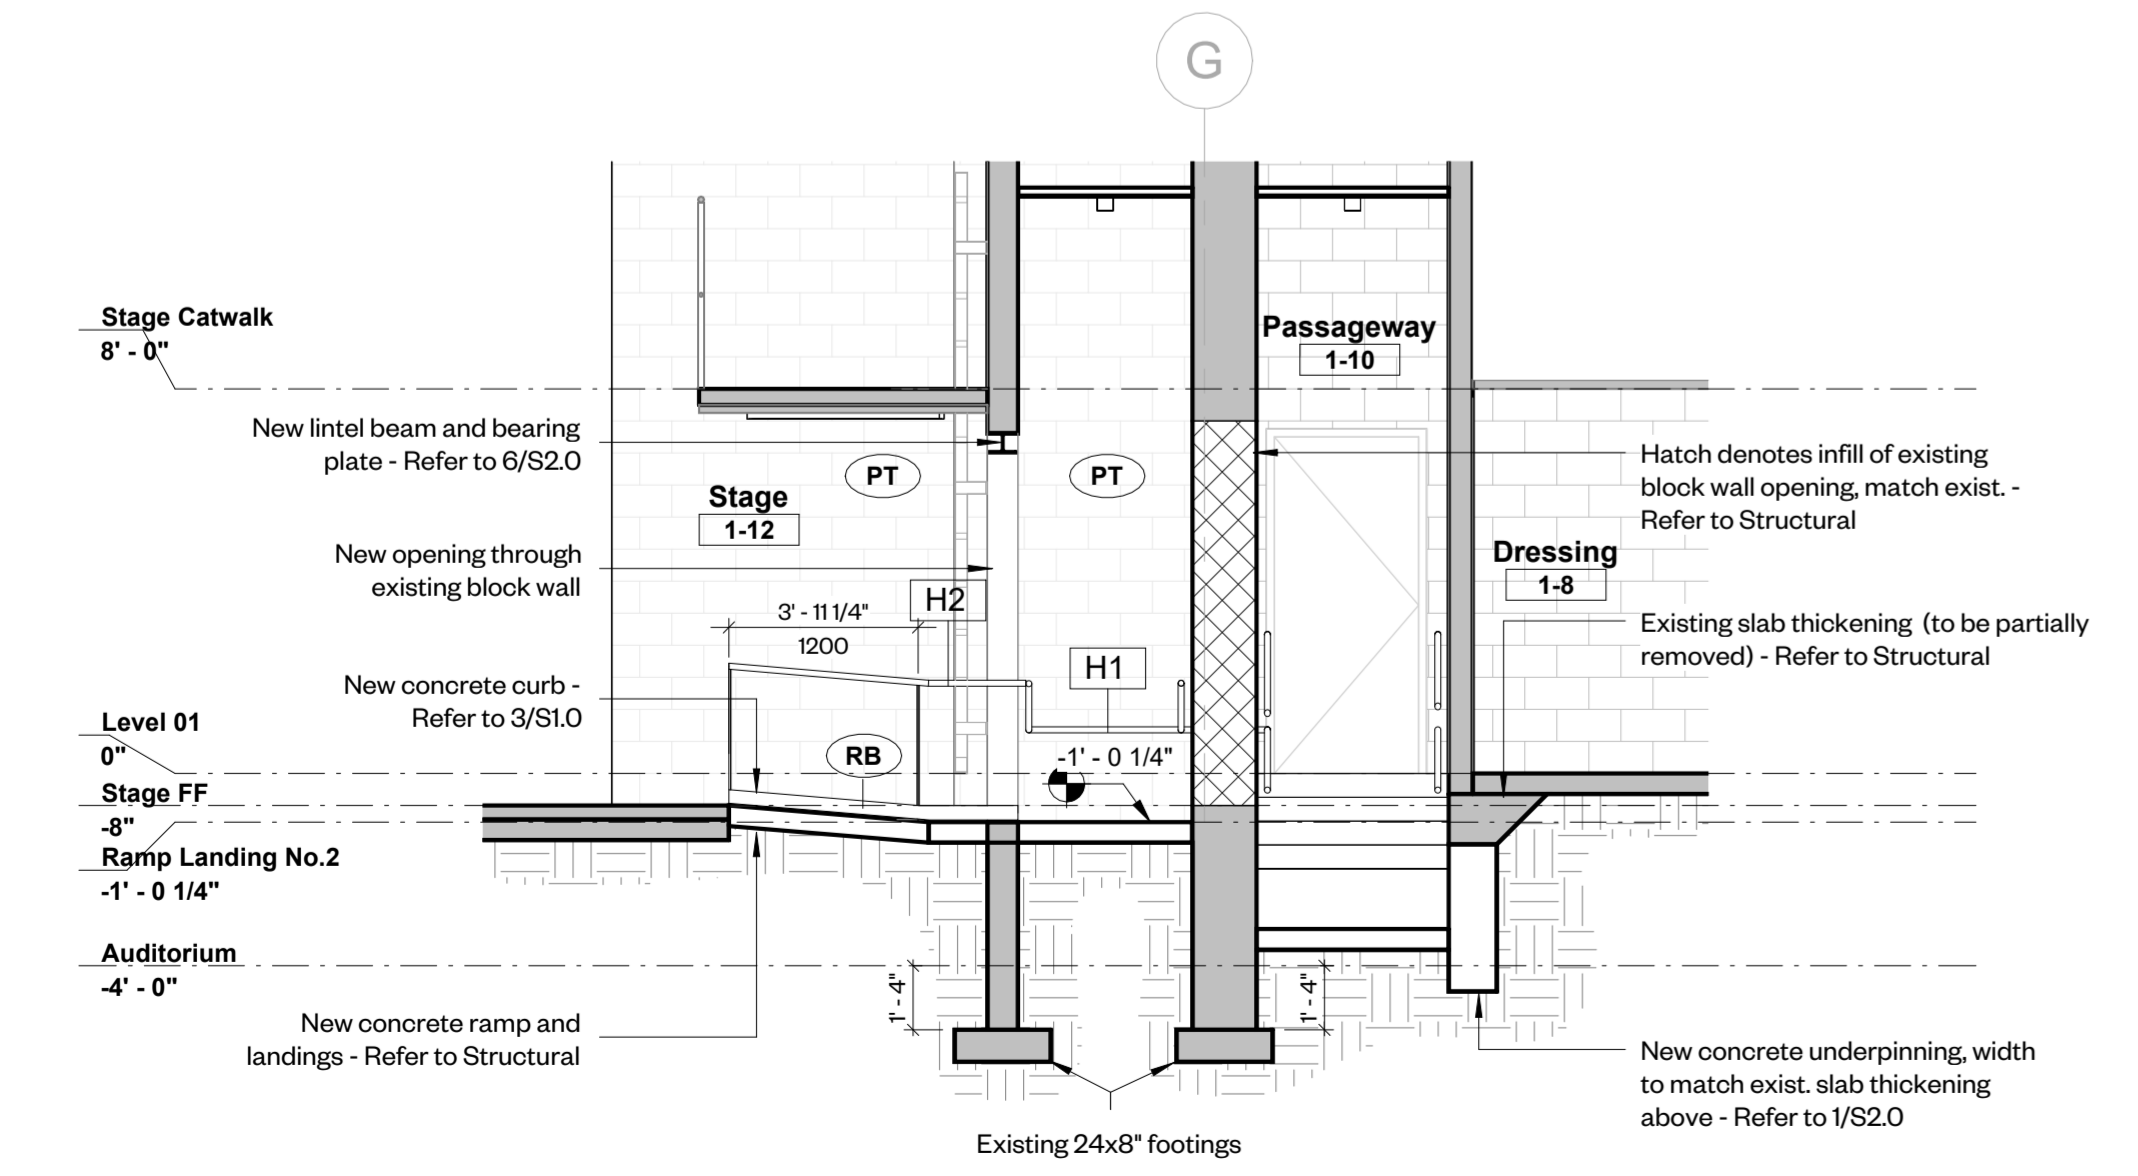 G
Stage Catwalk
8' - 0"
Passageway
1-10
New lintel beam and bearing
plate - Refer to 6/S2.0
PT
PT
Stage
1-12
Hatch denotes infill of existing
block wall opening, match exist. -
Refer to Structural
New opening through
existing block wall
Dressing
1-8
H2
3' - 11 1/4"
1200
Existing slab thickening (to be partially
removed) - Refer to Structural
H1
New concrete curb -
Refer to 3/S1.0
Level 01
0"
RB
-1' - 0 1/4"
Stage FF
-8"
Ramp Landing No.2
-1' - 0 1/4"
Auditorium
-4' - 0"
1' - 4"
1' - 4"
New concrete ramp and
landings - Refer to Structural
New concrete underpinning, width
to match exist. slab thickening
above - Refer to 1/S2.0
Existing 24x8" footings